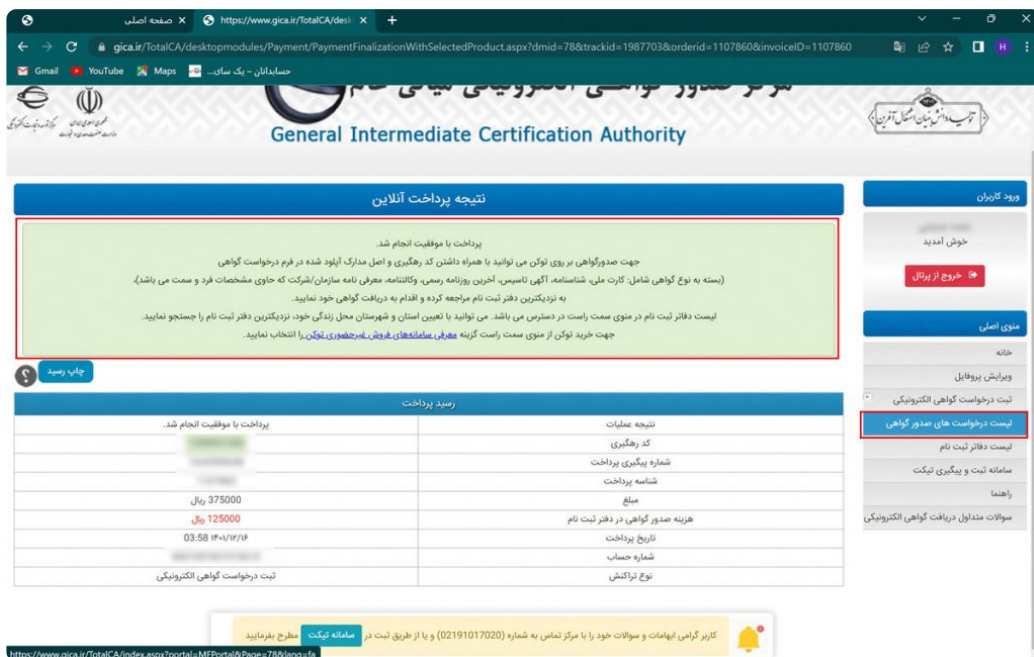 صفحه اصلی
https://www.gica.ir/TotalCA/desk
gica.ir/TotalCA/desktopmodules/Payment/PaymentFinalizationWithSelectedProduct.aspx?dmid=78&trackid=1987703&orderid=1107860&invoiceID=1107860
H
Gmail
YouTube
Maps
حسابدانان – یک سای...
مرکز صدور گواهی الکترونیکی میانی عام
General Intermediate Certification Authority
تولید، دانش بنیان، اشتغال آفرین
نتیجه پرداخت آنلاین
پرداخت با موفقیت انجام شد.
جهت صدورگواهی بر روی توکن می توانید با همراه داشتن کد رهگیری و اصل مدارک آپلود شده در فرم درخواست گواهی
(بسته به نوع گواهی شامل: کارت ملی، شناسنامه، آگهی تاسیس، آخرین روزنامه رسمی، وکالتنامه، معرفی نامه سازمان/شرکت که حاوی مشخصات فرد و سمت می باشد)،
به نزدیکترین دفتر ثبت نام مراجعه کرده و اقدام به دریافت گواهی خود نمایید.
لیست دفاتر ثبت نام در منوی سمت راست در دسترس می باشد. می توانید با تعیین استان و شهرستان محل زندگی خود، نزدیکترین دفتر ثبت نام را جستجو نمایید.
جهت خرید توکن از منوی سمت راست گزینه معرفی سامانه‌های فروش غیرحضوری توکن را انتخاب نمایید.
چاپ رسید
رسید پرداخت
نتیجه عملیات
پرداخت با موفقیت انجام شد.
کد رهگیری
شماره پیگیری پرداخت
شناسه پرداخت
مبلغ
375000 ریال
هزینه صدور گواهی در دفتر ثبت نام
125000 ریال
تاریخ پرداخت
03:58 ۱۴۰۱/۱۲/۱۶
شماره حساب
نوع تراکنش
ثبت درخواست گواهی الکترونیکی
ورود کاربران
خوش آمدید
خروج از پرتال
منوی اصلی
خانه
ویرایش پروفایل
ثبت درخواست گواهی الکترونیکی
لیست درخواست های صدور گواهی
لیست دفاتر ثبت نام
سامانه ثبت و پیگیری تیکت
راهنما
سوالات متداول دریافت گواهی الکترونیکی
کاربر گرامی ابهامات و سوالات خود را با مرکز تماس به شماره (02191017020) و یا از طریق ثبت در سامانه تیکت مطرح بفرمایید
https://www.gica.ir/TotalCA/index.aspx?portal=MFPortal&Page=78&lang=fa